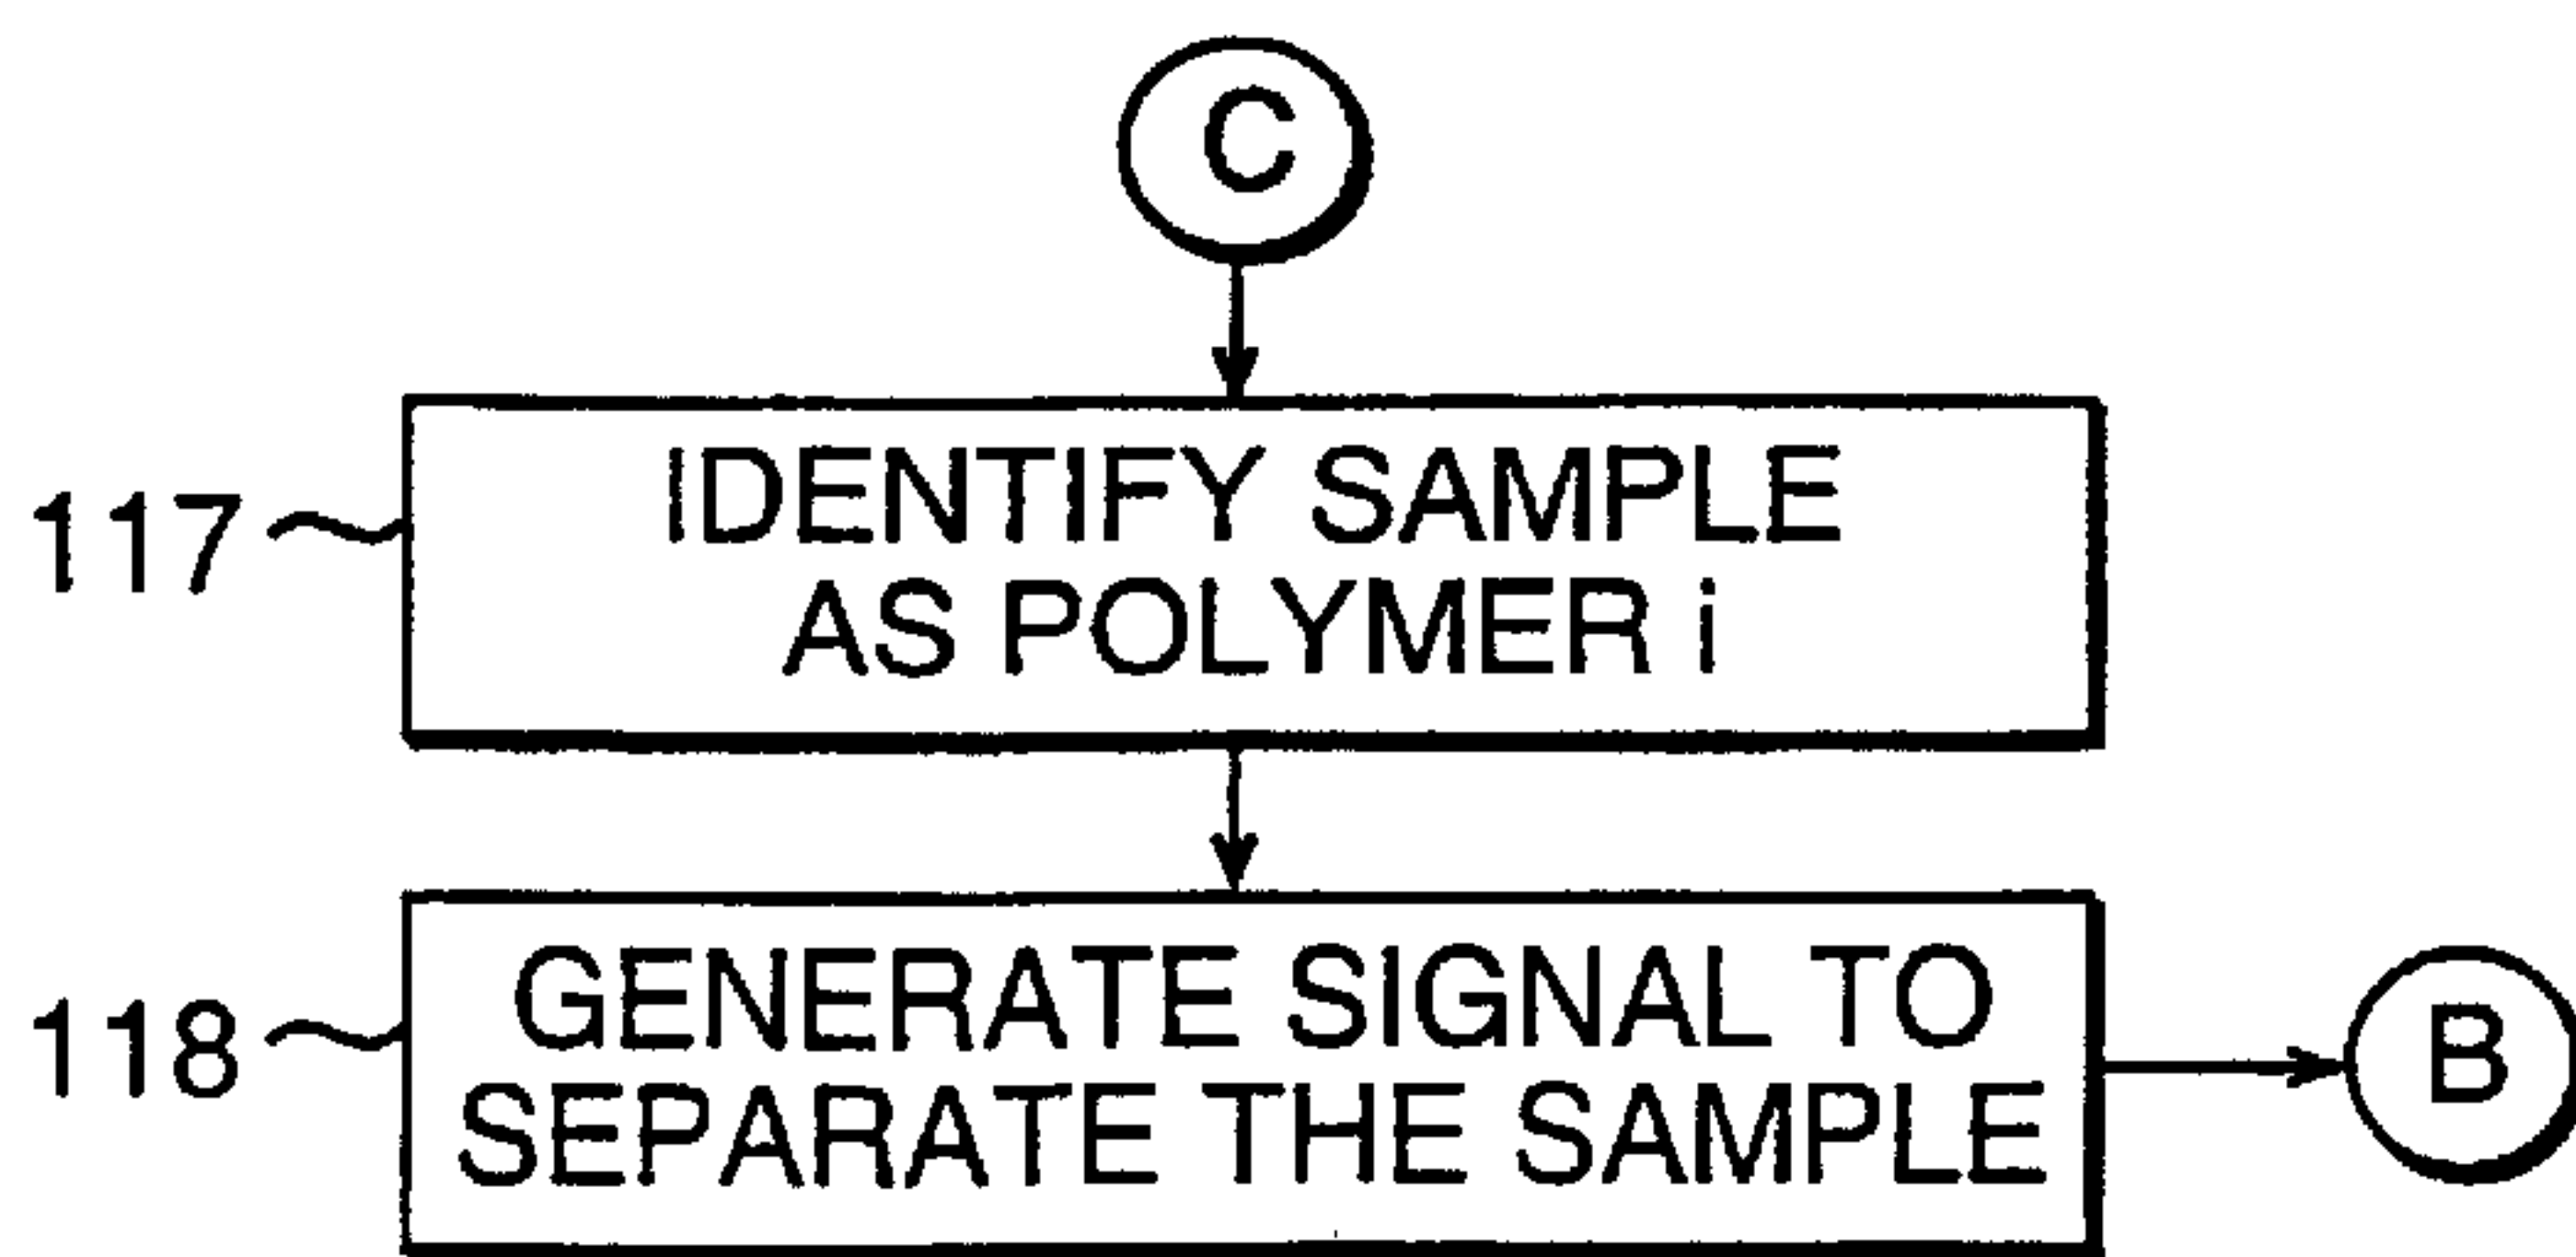 C
117
IDENTIFY SAMPLE
AS POLYMER i
118
GENERATE SIGNAL TO
SEPARATE THE SAMPLE
B